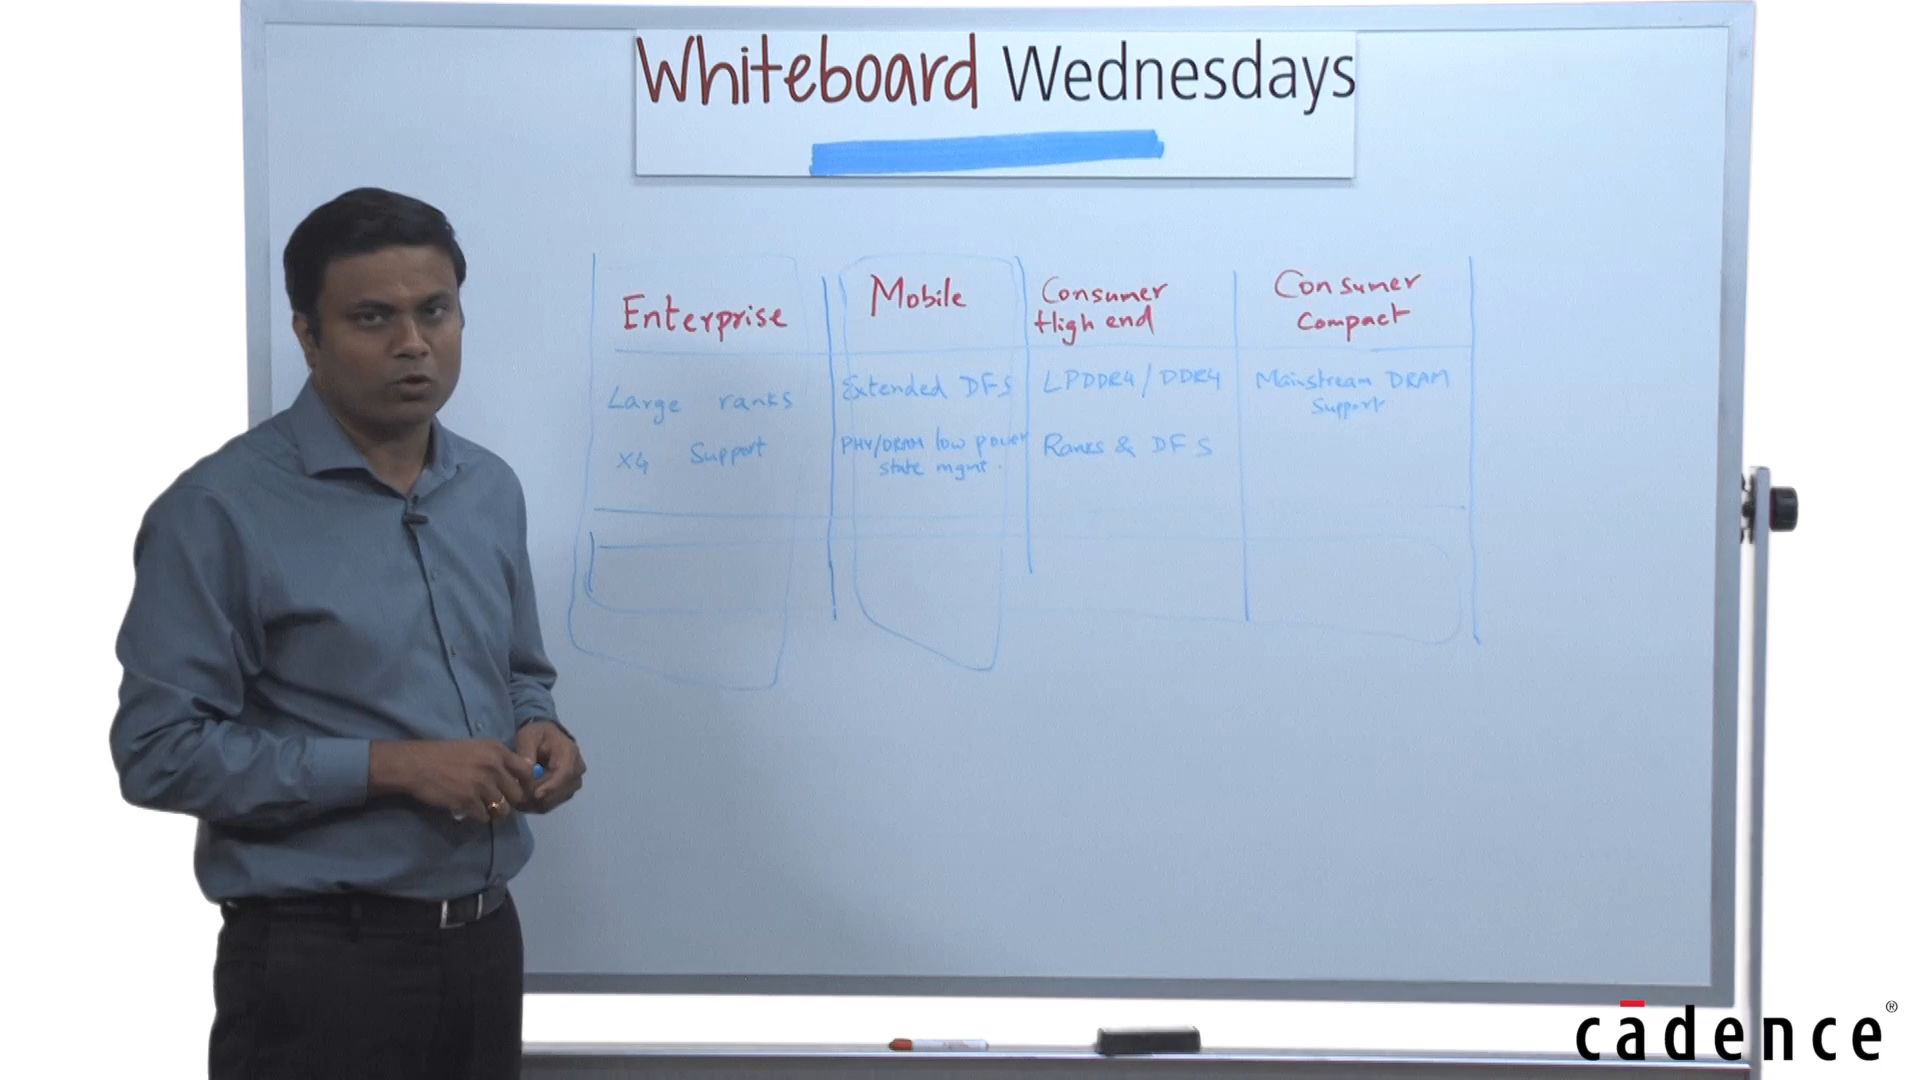 Whiteboard Wednesdays
Enterprise
Large ranks
X4 Support
Mobile
Extended DFS
PHY/DRAM low power
state mgmt.
Consumer
High end
LPDDR4/DDR4
Ranks & DFS
Consumer
Compact
Mainstream DRAM
Support
cādence®